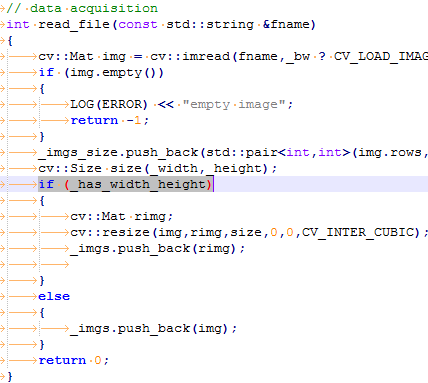 // data acquisition
int read_file(const std::string &fname)
{
cv::Mat img = cv::imread(fname,_bw ? CV_LOAD_IMAG
if (img.empty())
{
LOG(ERROR) << "empty image";
return -1;
}
_imgs_size.push_back(std::pair<int,int>(img.rows,
cv::Size size(_width,_height);
if (_has_width_height)
{
cv::Mat rimg;
cv::resize(img,rimg,size,0,0,CV_INTER_CUBIC);
_imgs.push_back(rimg);
}
else
{
_imgs.push_back(img);
}
return 0;
}